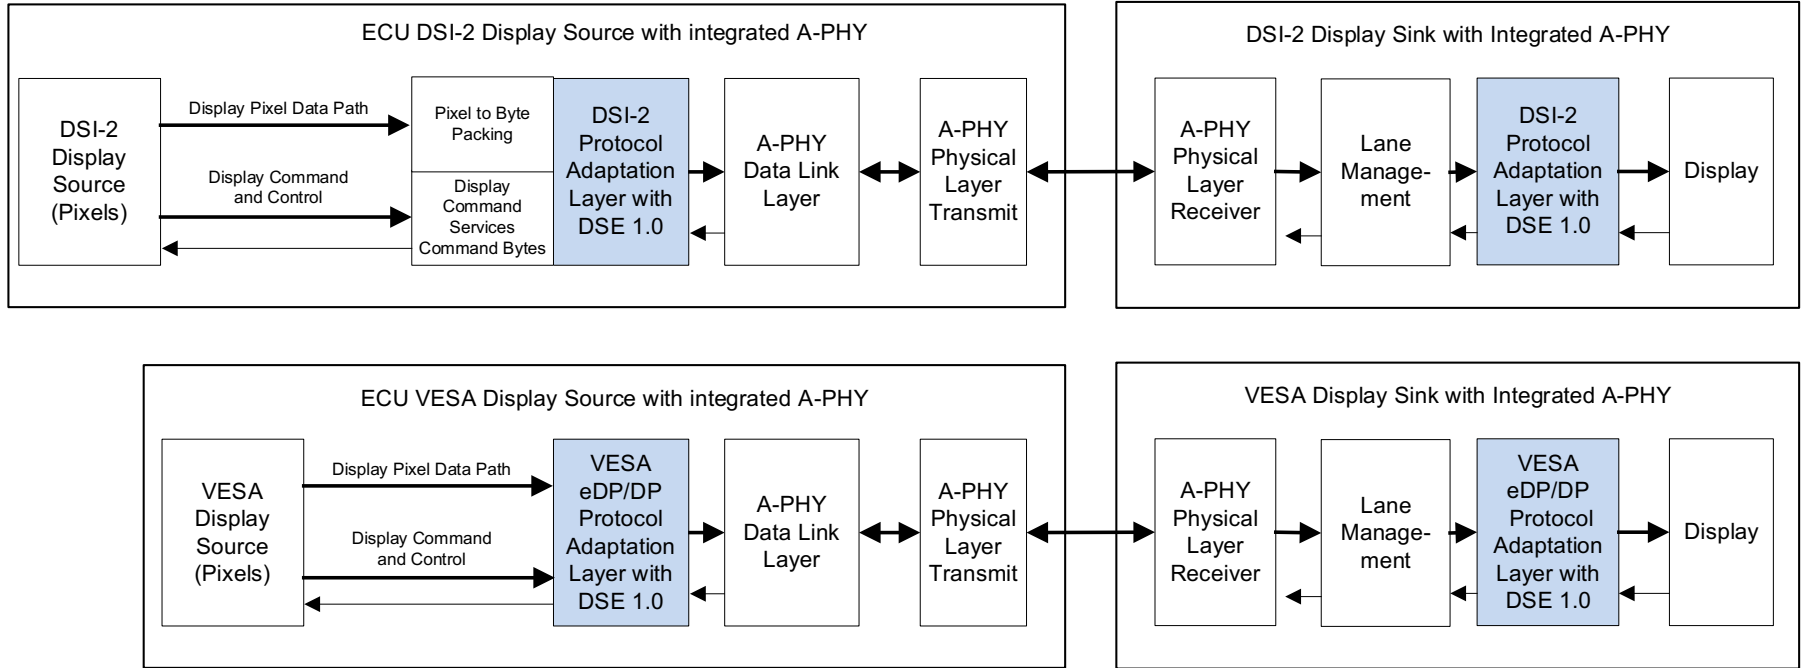 ECU DSI-2 Display Source with integrated A-PHY
DSI-2
Display
Source
(Pixels)
Display Pixel Data Path
Display Command
and Control
Pixel to Byte
Packing
Display
Command
Services
Command Bytes
DSI-2
Protocol
Adaptation
Layer with
DSE 1.0
A-PHY
Data Link
Layer
A-PHY
Physical
Layer
Transmit
DSI-2 Display Sink with Integrated A-PHY
A-PHY
Physical
Layer
Receiver
Lane
Manage-
ment
DSI-2
Protocol
Adaptation
Layer with
DSE 1.0
Display
ECU VESA Display Source with integrated A-PHY
VESA
Display
Source
(Pixels)
Display Pixel Data Path
Display Command
and Control
VESA
eDP/DP
Protocol
Adaptation
Layer with
DSE 1.0
A-PHY
Data Link
Layer
A-PHY
Physical
Layer
Transmit
VESA Display Sink with Integrated A-PHY
A-PHY
Physical
Layer
Receiver
Lane
Manage-
ment
VESA
eDP/DP
Protocol
Adaptation
Layer with
DSE 1.0
Display